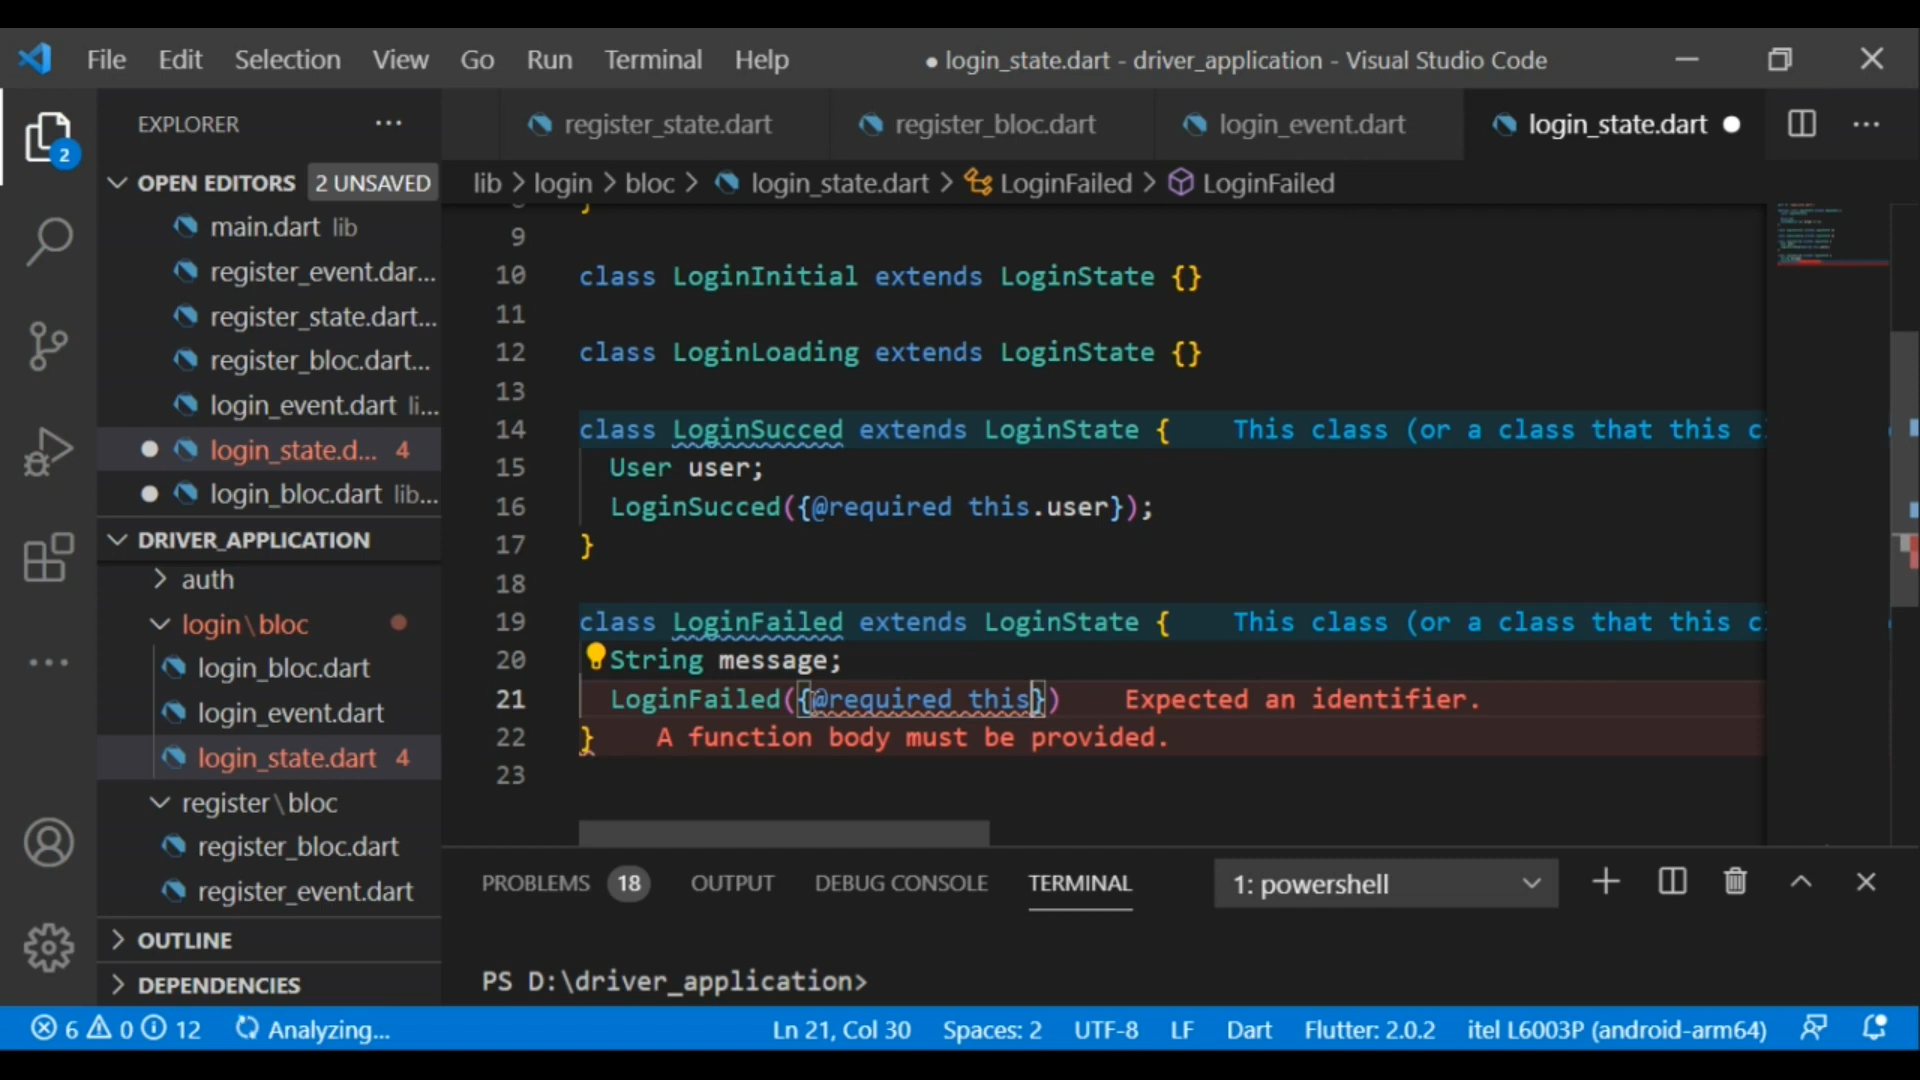 File Edit Selection View Go Run Terminal Help ● login_state.dart - driver_application - Visual Studio Code
EXPLORER ...
register_state.dart register_bloc.dart login_event.dart login_state.dart ● ...
2
OPEN EDITORS 2 UNSAVED
lib > login > bloc > login_state.dart > LoginFailed > LoginFailed
main.dart lib
register_event.dar...
register_state.dart...
register_bloc.dart...
login_event.dart li...
login_state.d... 4
login_bloc.dart lib...
DRIVER_APPLICATION
auth
login\bloc
login_bloc.dart
login_event.dart
login_state.dart 4
register\bloc
register_bloc.dart
register_event.dart
OUTLINE
DEPENDENCIES
9
10 class LoginInitial extends LoginState {}
11
12 class LoginLoading extends LoginState {}
13
14 class LoginSucced extends LoginState { This class (or a class that this c
15 User user;
16 LoginSucced({@required this.user});
17 }
18
19 class LoginFailed extends LoginState { This class (or a class that this c
20 String message;
21 LoginFailed({@required this}) Expected an identifier.
22 } A function body must be provided.
23
PROBLEMS 18 OUTPUT DEBUG CONSOLE TERMINAL 1: powershell
PS D:\driver_application>
6 0 12 Analyzing... Ln 21, Col 30 Spaces: 2 UTF-8 LF Dart Flutter: 2.0.2 itel L6003P (android-arm64)